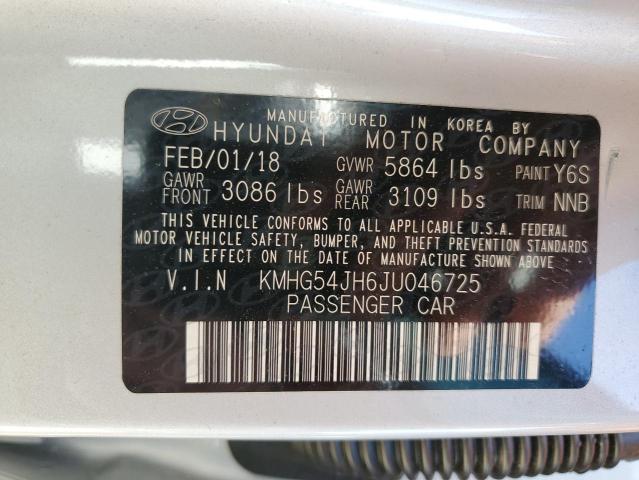 MANUFACTURED IN KOREA BY
HYUNDAI MOTOR COMPANY
FEB/01/18 GVWR 5864 lbs PAINT Y6S
GAWR FRONT 3086 lbs GAWR REAR 3109 lbs TRIM NNB
THIS VEHICLE CONFORMS TO ALL APPLICABLE U.S.A. FEDERAL
MOTOR VEHICLE SAFETY, BUMPER, AND THEFT PREVENTION STANDARDS
IN EFFECT ON THE DATE OF MANUFACTURE SHOWN ABOVE.
V.I.N KMHG54JH6JU046725
PASSENGER CAR